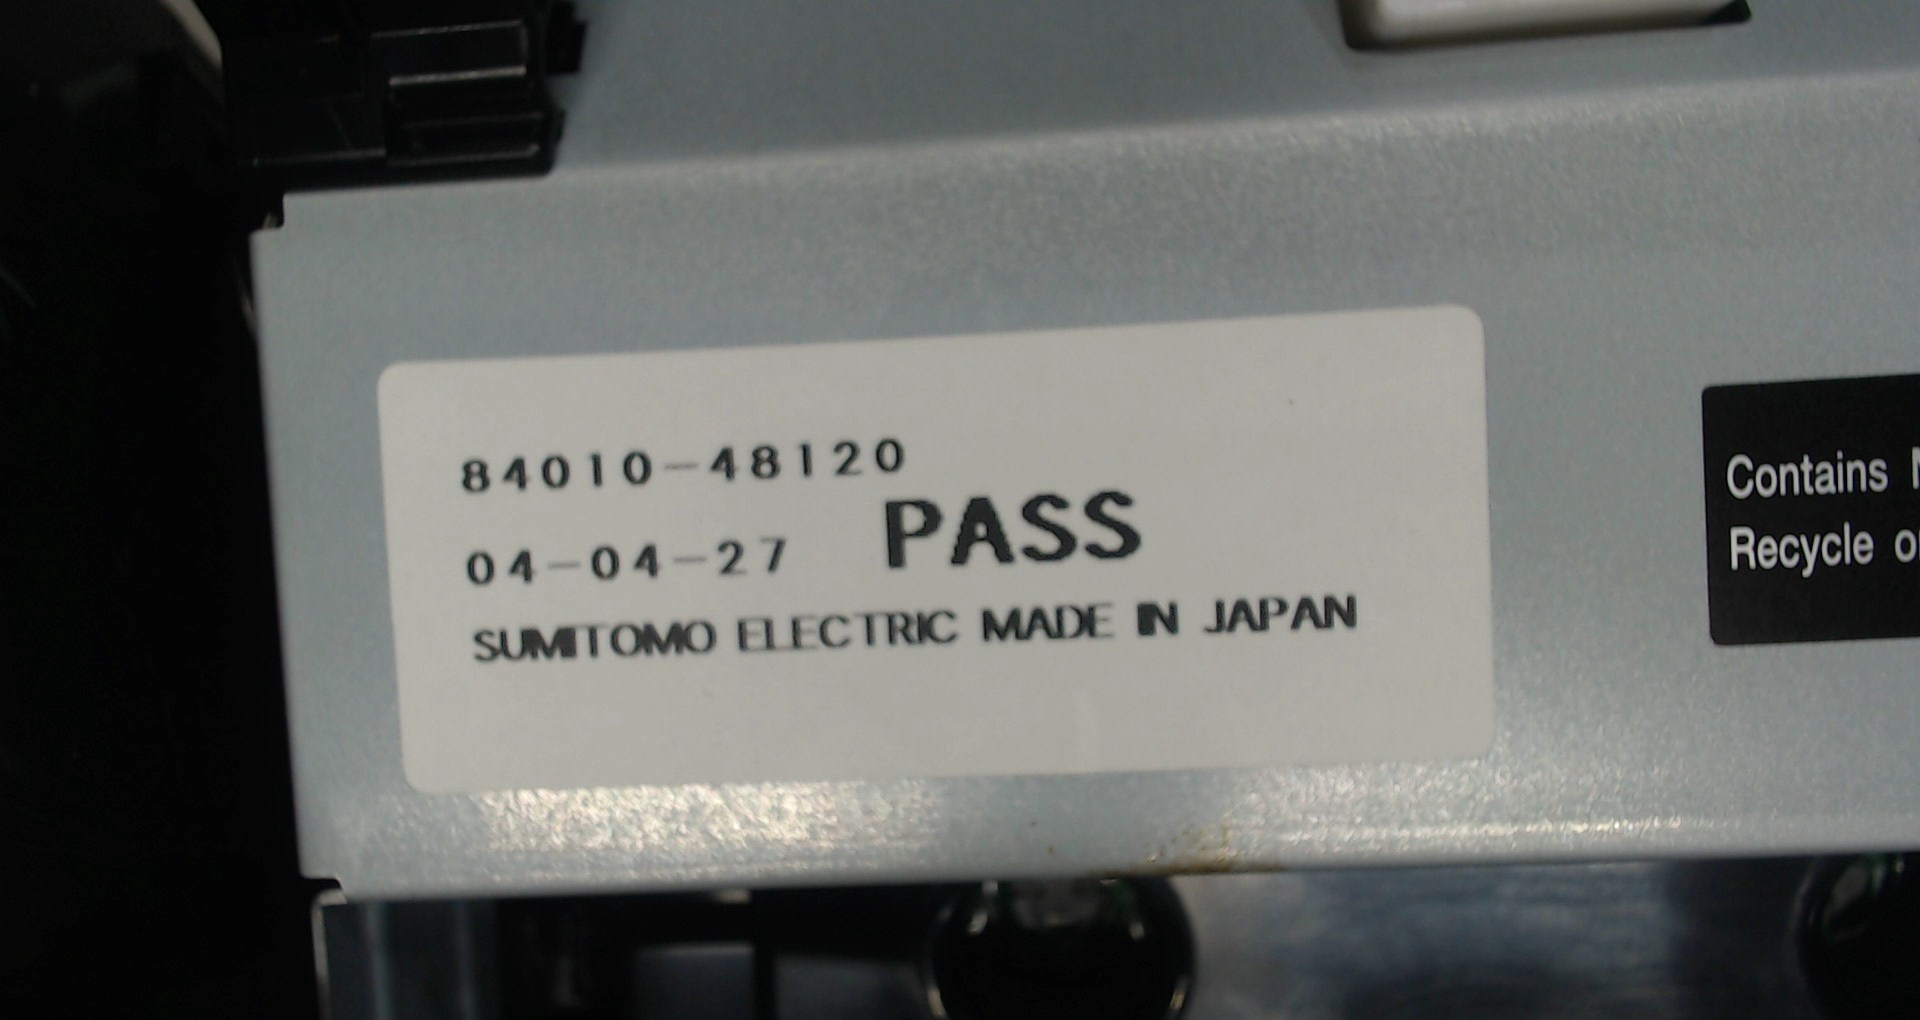 84010-48120
04-04-27 PASS
SUMITOMO ELECTRIC MADE IN JAPAN
Contains
Recycle